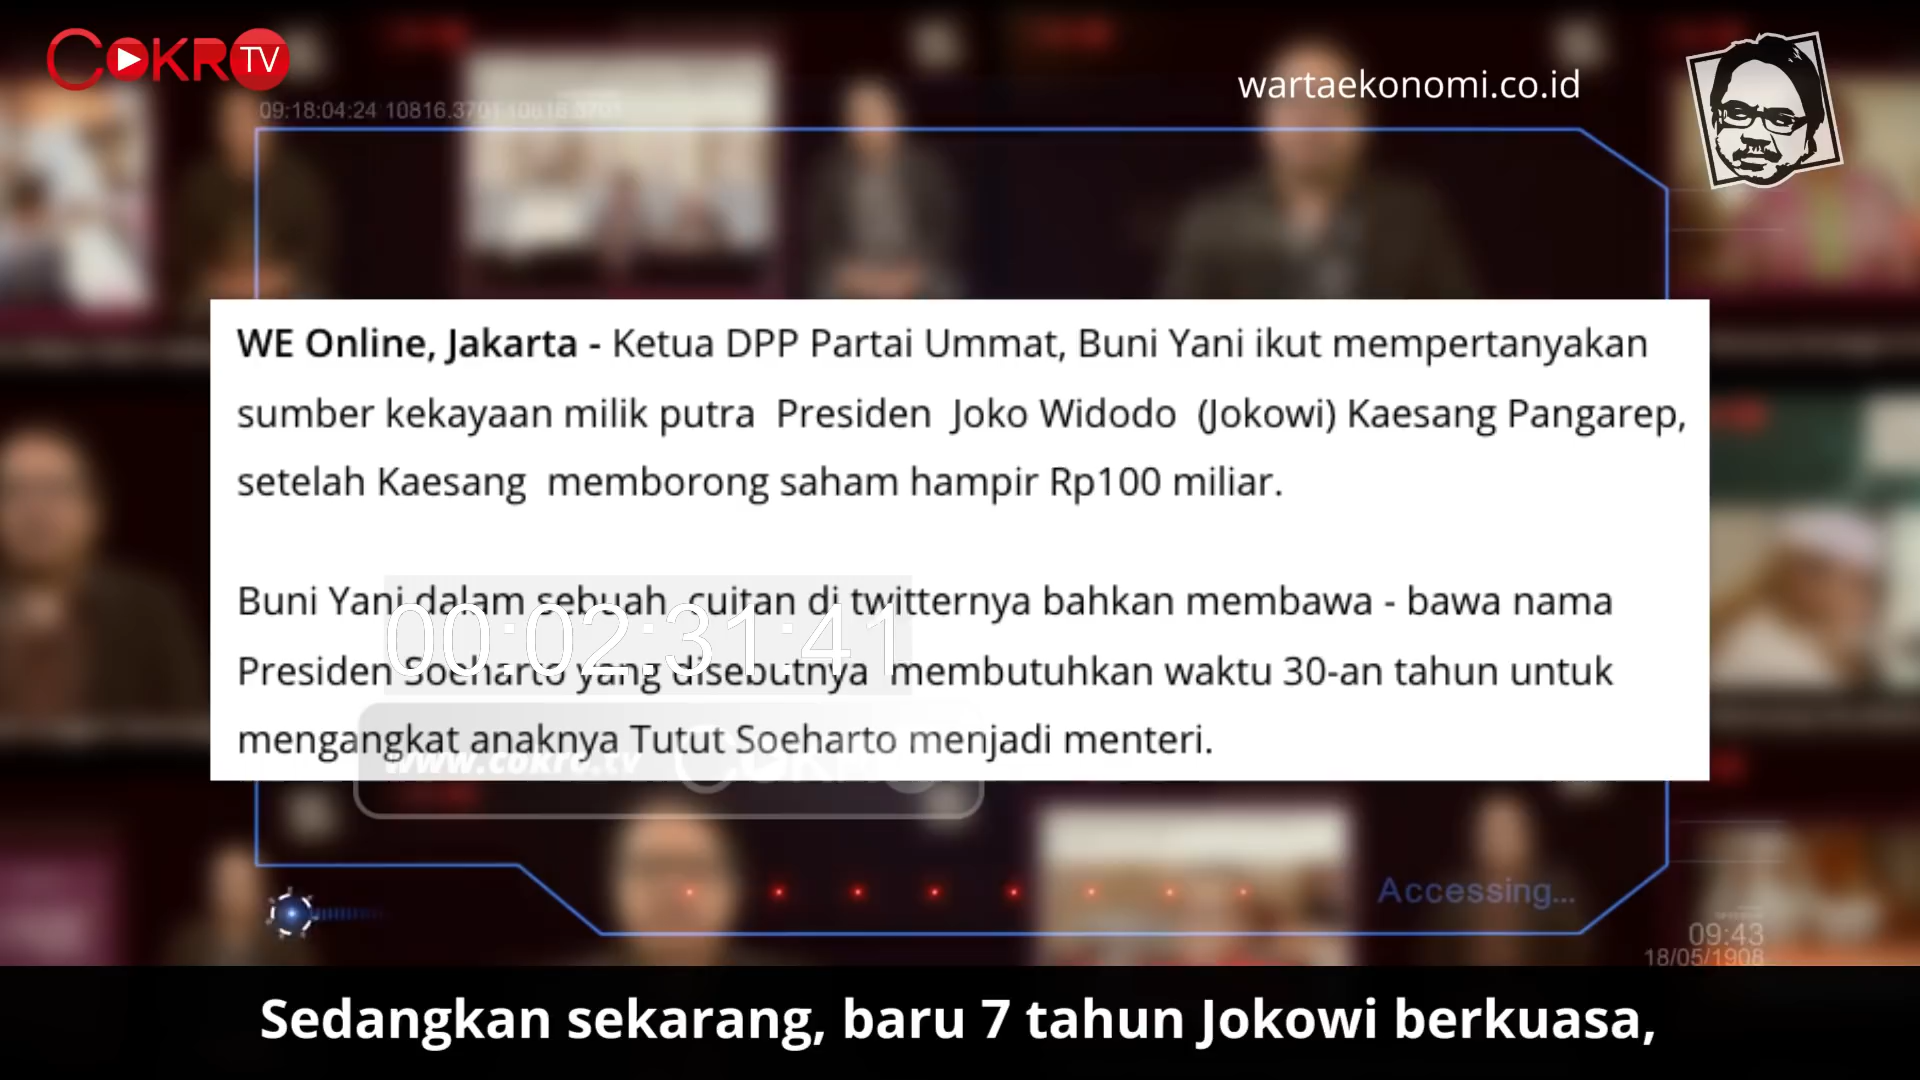 COKRO TV
wartaekonomi.co.id
09:18:04:24 10816.3701 10816.3701
WE Online, Jakarta - Ketua DPP Partai Ummat, Buni Yani ikut mempertanyakan
sumber kekayaan milik putra Presiden Joko Widodo (Jokowi) Kaesang Pangarep,
setelah Kaesang memborong saham hampir Rp100 miliar.
Buni Yani dalam sebuah cuitan di twitternya bahkan membawa - bawa nama
00:02:31:41
Presiden Soeharto yang disebutnya membutuhkan waktu 30-an tahun untuk
mengangkat anaknya Tutut Soeharto menjadi menteri.
www.cokro.tv
Accessing...
09:43
18/05/1908
Sedangkan sekarang, baru 7 tahun Jokowi berkuasa,